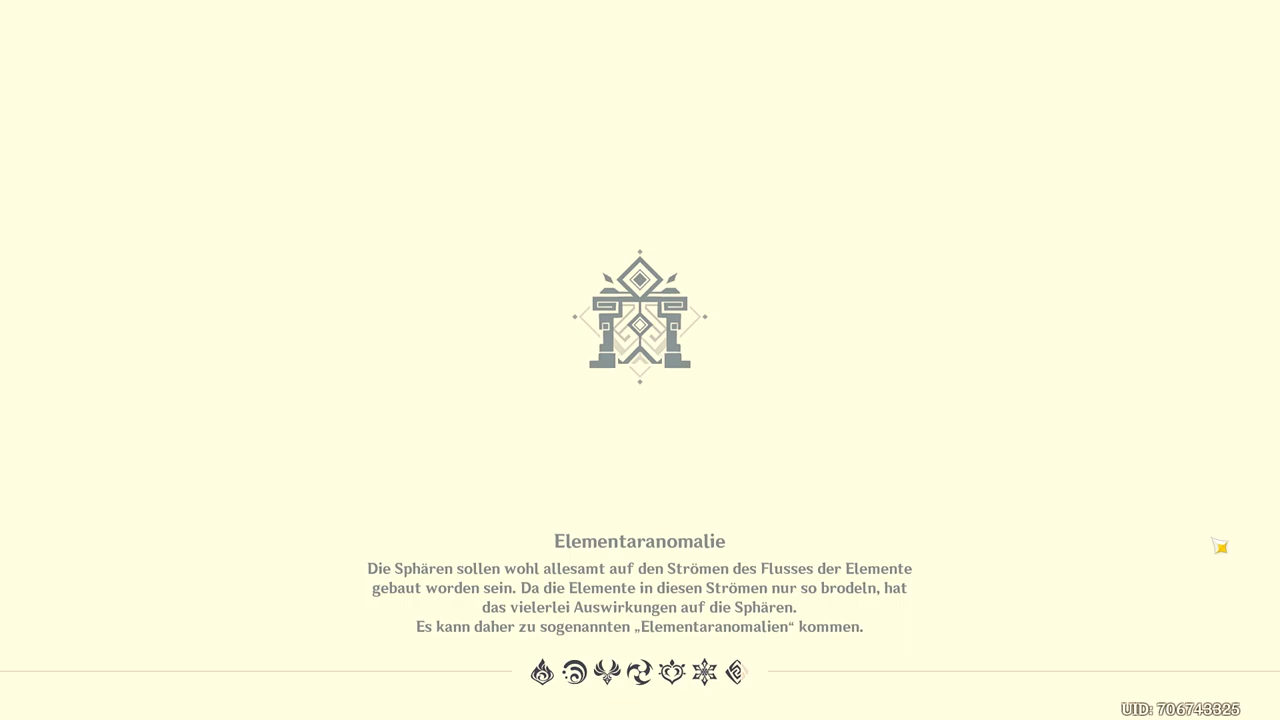 Elementaranomalie
Die Sphären sollen wohl allesamt auf den Strömen des Flusses der Elemente
gebaut worden sein. Da die Elemente in diesen Strömen nur so brodeln, hat
das vielerlei Auswirkungen auf die Sphären.
Es kann daher zu sogenannten „Elementaranomalien“ kommen.
UID: 706743325